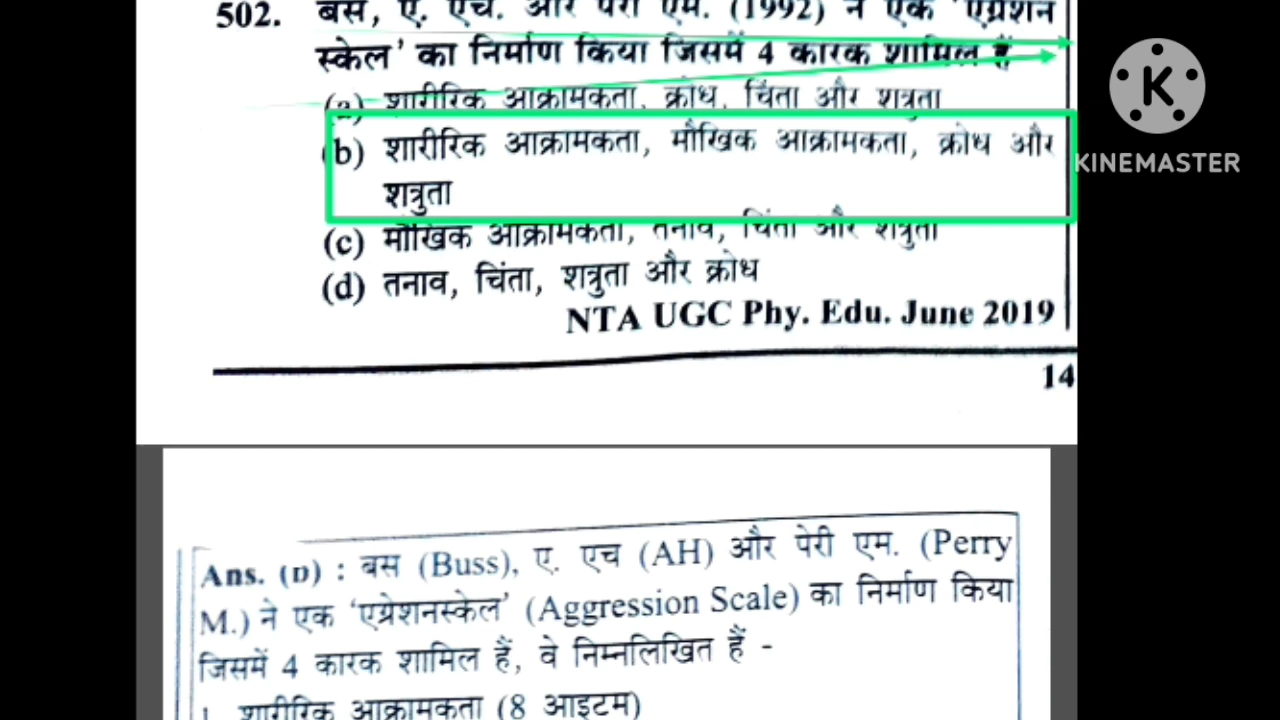 502. बस, ए. एच. और पेरी एम. (1992) ने एक 'एग्रेशन
स्केल' का निर्माण किया जिसमें 4 कारक शामिल हैं
(a) शारीरिक आक्रामकता, क्रोध, चिंता और शत्रुता
(b) शारीरिक आक्रामकता, मौखिक आक्रामकता, क्रोध और
शत्रुता
(c) मौखिक आक्रामकता, तनाव, चिंता और शत्रुता
(d) तनाव, चिंता, शत्रुता और क्रोध
NTA UGC Phy. Edu. June 2019
14
K
KINEMASTER
Ans. (D) : बस (Buss), ए. एच (AH) और पेरी एम. (Perry
M.) ने एक 'एग्रेशनस्केल' (Aggression Scale) का निर्माण किया
जिसमें 4 कारक शामिल हैं, वे निम्नलिखित हैं -
1. शारीरिक आक्रामकता (8 आइटम)